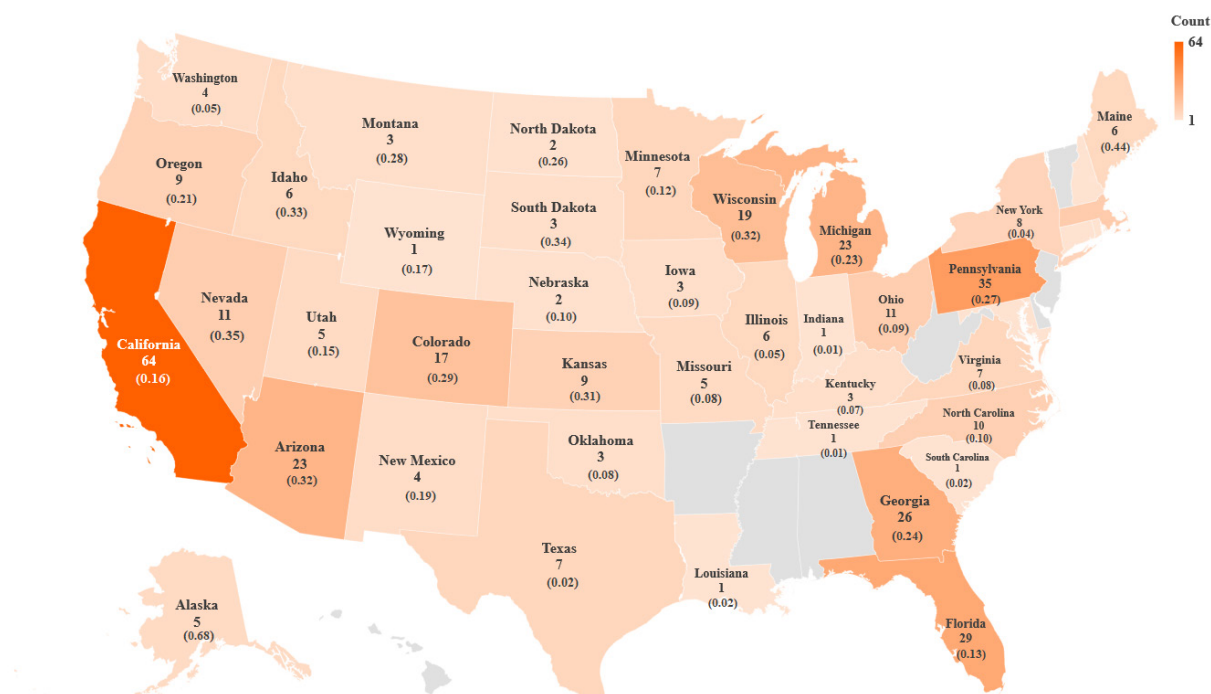 Count
64
1
Washington
4
(0.05)
Montana
3
(0.28)
North Dakota
2
(0.26)
Minnesota
7
(0.12)
Maine
6
(0.44)
Oregon
9
(0.21)
Idaho
6
(0.33)
South Dakota
3
(0.34)
Wisconsin
19
(0.32)
Michigan
23
(0.23)
New York
8
(0.04)
Wyoming
1
(0.17)
Nebraska
2
(0.10)
Iowa
3
(0.09)
Pennsylvania
35
(0.27)
Nevada
11
(0.35)
Utah
5
(0.15)
Colorado
17
(0.29)
Kansas
9
(0.31)
Missouri
5
(0.08)
Illinois
6
(0.05)
Indiana
1
(0.01)
Ohio
11
(0.09)
California
64
(0.16)
Virginia
7
(0.08)
Kentucky
3
(0.07)
North Carolina
10
(0.10)
Tennessee
1
(0.01)
South Carolina
1
(0.02)
Arizona
23
(0.32)
New Mexico
4
(0.19)
Oklahoma
3
(0.08)
Georgia
26
(0.24)
Texas
7
(0.02)
Louisiana
1
(0.02)
Alaska
5
(0.68)
Florida
29
(0.13)